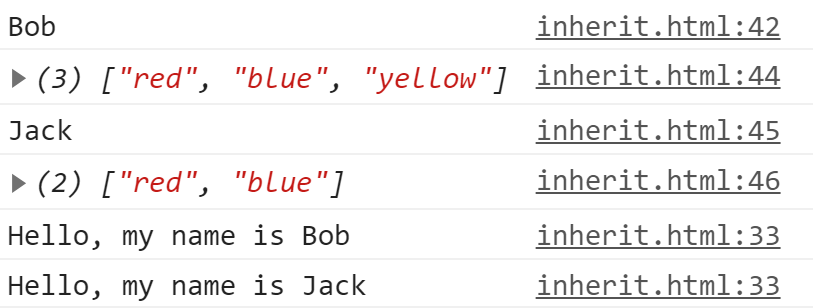 Bob inherit.html:42
▶ (3) ["red", "blue", "yellow"] inherit.html:44
Jack inherit.html:45
▶ (2) ["red", "blue"] inherit.html:46
Hello, my name is Bob inherit.html:33
Hello, my name is Jack inherit.html:33